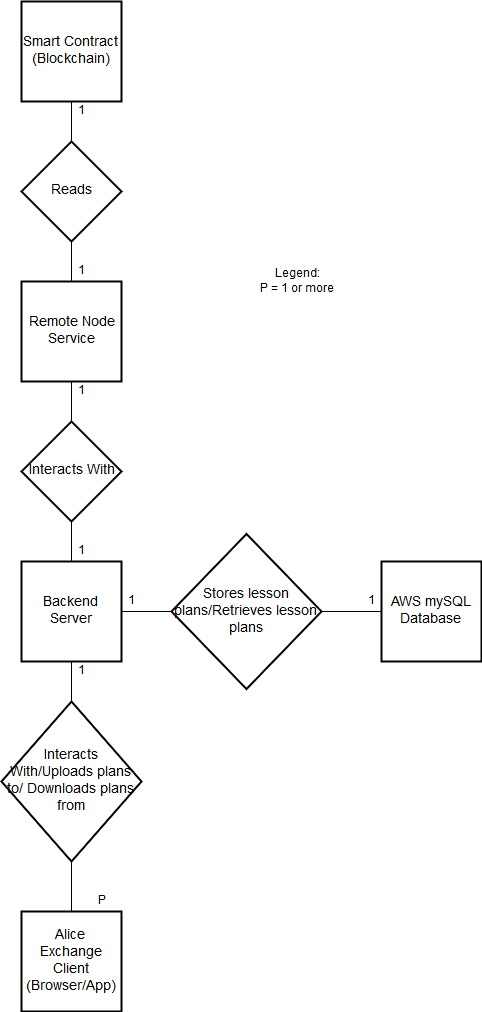 Smart Contract
(Blockchain)
1
Reads
1
Legend:
P = 1 or more
Remote Node
Service
1
Interacts With
1
Backend
Server
1
Stores lesson
plans/Retrieves lesson
plans
1
AWS mySQL
Database
1
Interacts
With/Uploads plans
to/ Downloads plans
from
P
Alice
Exchange
Client
(Browser/App)